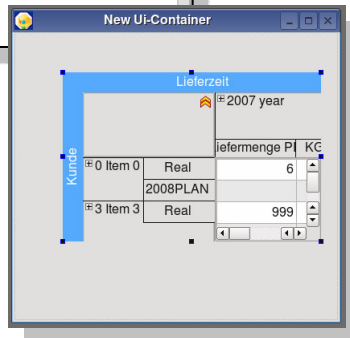 New Ui-Container
Lieferzeit
2007 year
iefermenge Pl KG
Kunde
0 Item 0 Real 6
2008PLAN
3 Item 3 Real 999